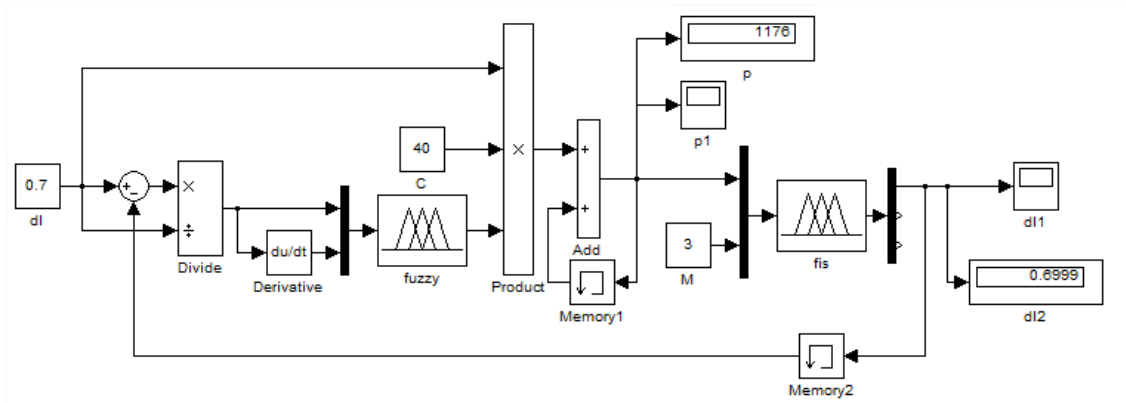 1176
p
p1
40
C
0.7
dI
+
-
×
÷
Divide
du/dt
Derivative
fuzzy
×
Product
+
+
Add
Memory1
3
M
fis
dI1
0.6999
dI2
Memory2